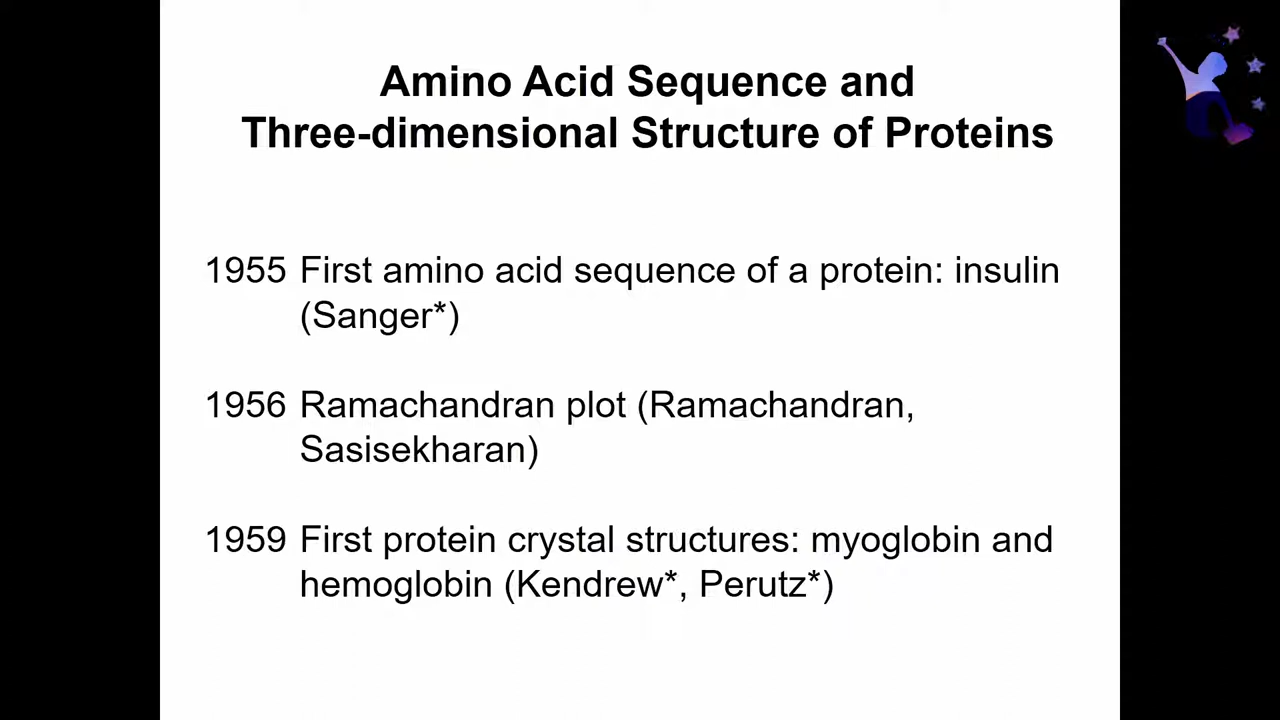 Amino Acid Sequence and
Three-dimensional Structure of Proteins
1955 First amino acid sequence of a protein: insulin
(Sanger*)
1956 Ramachandran plot (Ramachandran,
Sasisekharan)
1959 First protein crystal structures: myoglobin and
hemoglobin (Kendrew*, Perutz*)